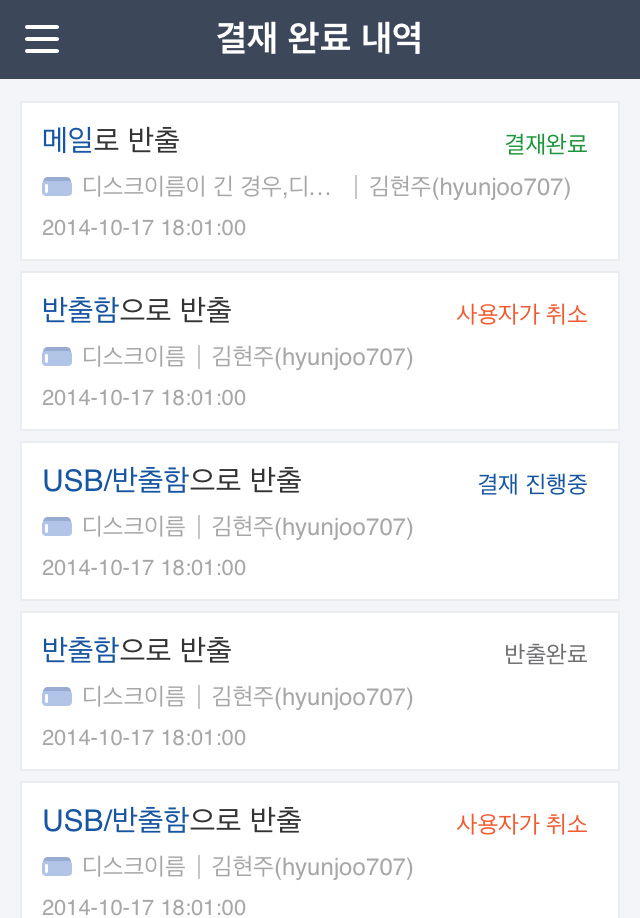 결재 완료 내역
메일로 반출
결재완료
디스크이름이 긴 경우,디... | 김현주(hyunjoo707)
2014-10-17 18:01:00
반출함으로 반출
사용자가 취소
디스크이름 | 김현주(hyunjoo707)
2014-10-17 18:01:00
USB/반출함으로 반출
결재 진행중
디스크이름 | 김현주(hyunjoo707)
2014-10-17 18:01:00
반출함으로 반출
반출완료
디스크이름 | 김현주(hyunjoo707)
2014-10-17 18:01:00
USB/반출함으로 반출
사용자가 취소
디스크이름 | 김현주(hyunjoo707)
2014-10-17 18:01:00